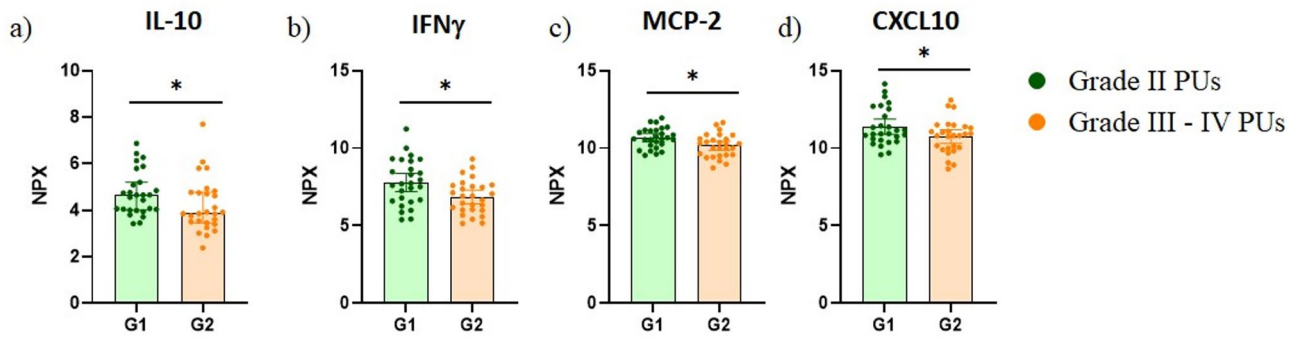 a) IL-10
NPX
10
8
6
4
2
0
*
G1 G2
b) IFNγ
NPX
15
10
5
0
*
G1 G2
c) MCP-2
NPX
15
10
5
0
*
G1 G2
d) CXCL10
NPX
15
10
5
0
*
G1 G2
Grade II PUs
Grade III - IV PUs